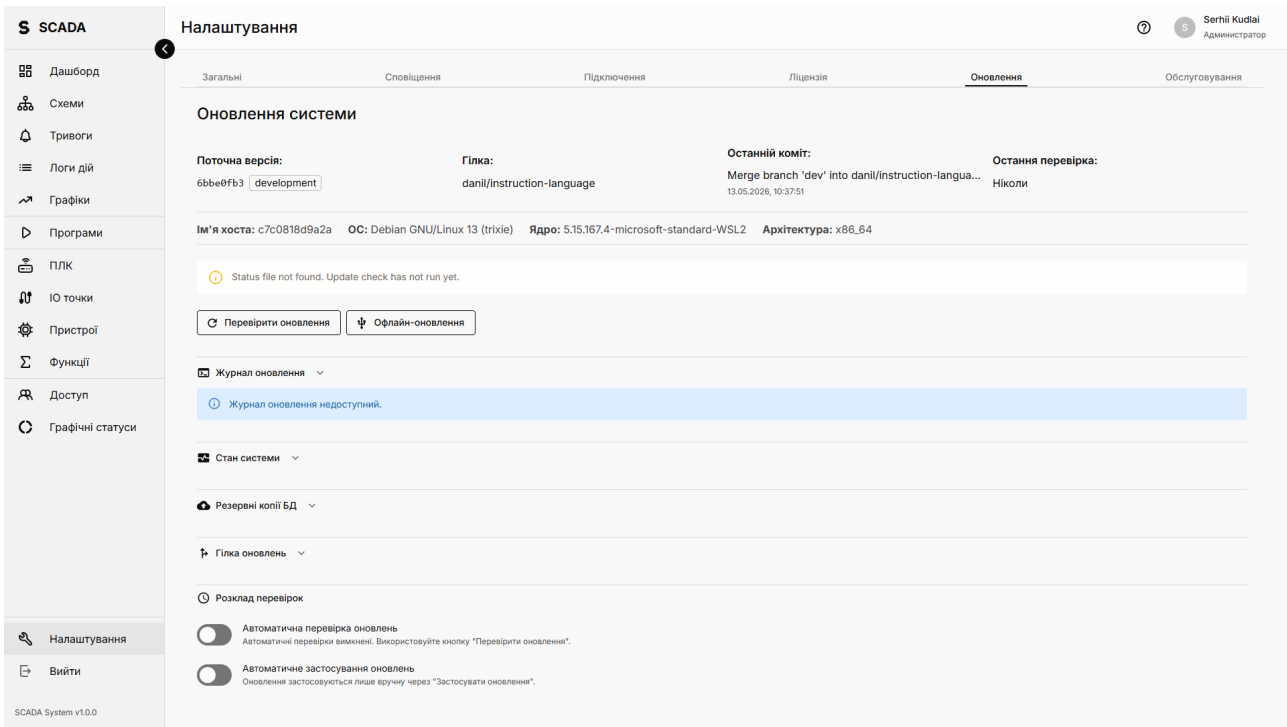 SCADA
Налаштування
Serhii Kudlai
S
Администратор
Дашборд
Схеми
Тривоги
Логи дій
Графіки
Програми
ПЛК
IO точки
Пристрої
Функції
Доступ
Графічні статуси
Налаштування
Вийти
SCADA System v1.0.0
Загальні Сповіщення Підключення Ліцензія Оновлення Обслуговування
Оновлення системи
Поточна версія:
6bbe0fb3 development
Гілка:
danil/instruction-language
Останній коміт:
Merge branch 'dev' into danil/instruction-langua...
13.05.2026, 10:37:51
Остання перевірка:
Ніколи
Ім'я хоста: c7c0818d9a2a ОС: Debian GNU/Linux 13 (trixie) Ядро: 5.15.167.4-microsoft-standard-WSL2 Архітектура: x86_64
Status file not found. Update check has not run yet.
Перевірити оновлення Офлайн-оновлення
Журнал оновлення
Журнал оновлення недоступний.
Стан системи
Резервні копії БД
Гілка оновлень
Розклад перевірок
Автоматична перевірка оновлень
Автоматичні перевірки вимкнені. Використовуйте кнопку "Перевірити оновлення".
Автоматичне застосування оновлень
Оновлення застосовуються лише вручну через "Застосувати оновлення".